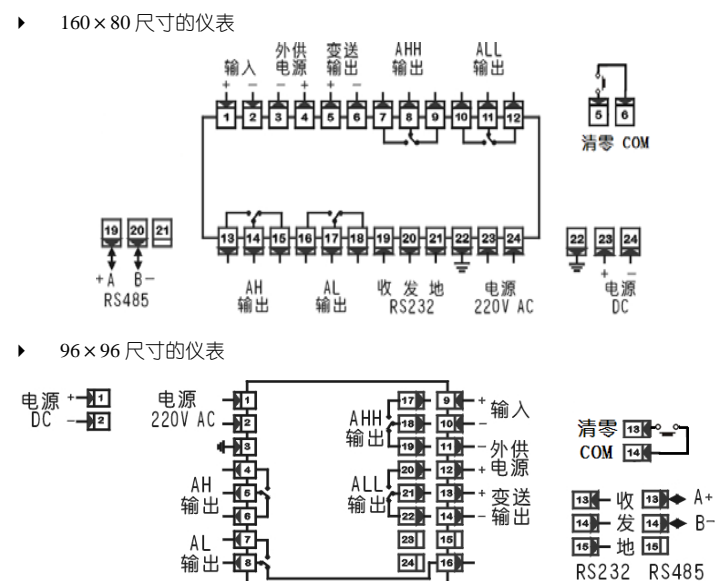 160×80 尺寸的仪表
外供 变送 AHH ALL
输入 电源 输出 输出 输出
+ − − + + −
1 2 3 4 5 6 7 8 9 10 11 12
5 6
清零 COM
19 20 21
13 14 15 16 17 18 19 20 21 22 23 24
22 23 24
+A B−
RS485
AH AL 收 发 地 电源
输出 输出 RS232 220V AC
+ −
电源
DC
96×96 尺寸的仪表
电源 + 1
DC − 2
电源 1
220V AC 2
3
4
AH 5
输出 6
AL 7
输出 8
17
AHH 18
输出 19
20
ALL 21
输出 22
23
24
9 + 输入
10 −
11 − 外供
12 + 电源
13 + 变送
14 − 输出
15
16
清零 13
COM 14
13 收 13 A+
14 发 14 B−
15 地 15
RS232 RS485